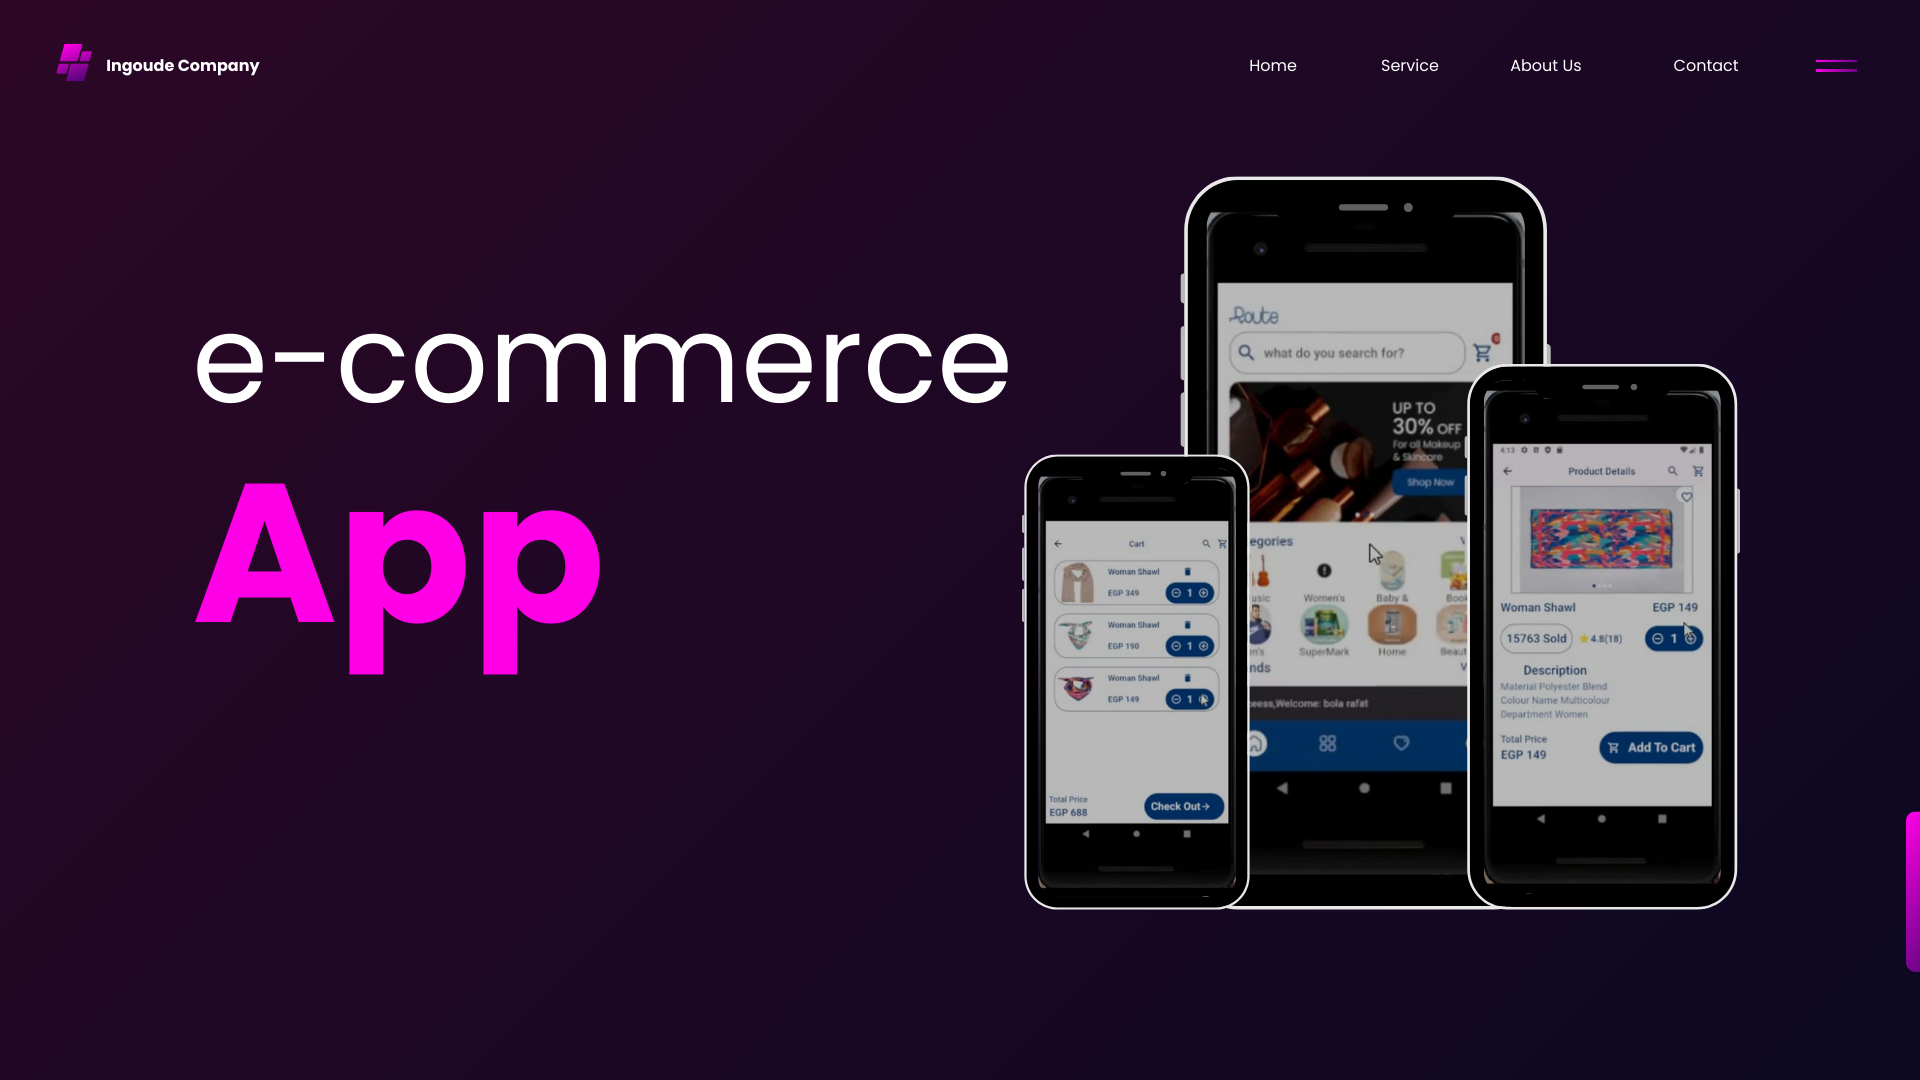 Ingoude Company
Home
Service
About Us
Contact
e-commerce
App
Route
what do you search for?
UP TO
30% OFF
For all Makeup
& Skincare
Shop Now
egories
usic
Women's
Baby &
Book
en's
SuperMark
Home
Beaut
nds
ceess,Welcome: bola rafat
Cart
Woman Shawl
EGP 349
1
Woman Shawl
EGP 190
1
Woman Shawl
EGP 149
1
Total Price
EGP 688
Check Out
4:13
Product Details
Woman Shawl
EGP 149
15763 Sold
4.8(18)
1
Description
Material Polyester Blend
Colour Name Multicolour
Department Women
Total Price
EGP 149
Add To Cart